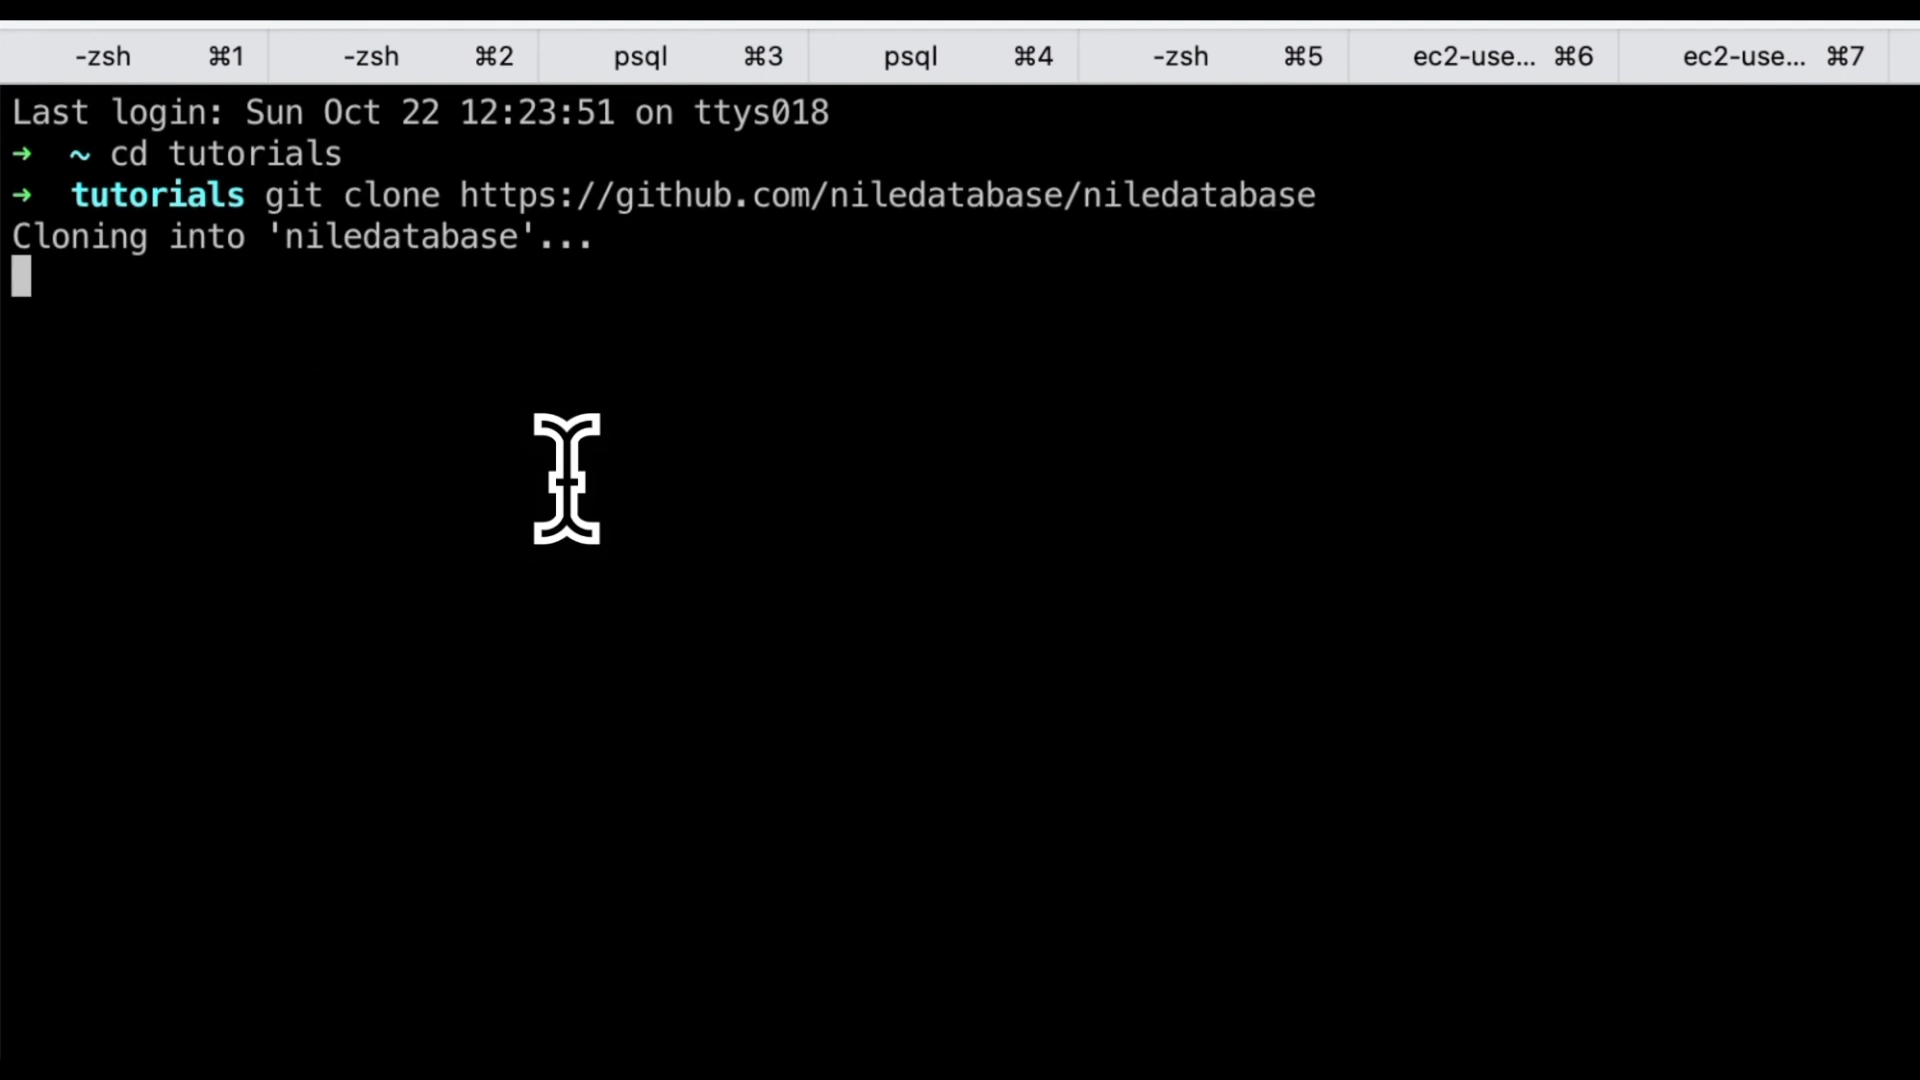 -zsh ⌘1 -zsh ⌘2 psql ⌘3 psql ⌘4 -zsh ⌘5 ec2-use... ⌘6 ec2-use... ⌘7
Last login: Sun Oct 22 12:23:51 on ttys018
➜ ~ cd tutorials
➜ tutorials git clone https://github.com/niledatabase/niledatabase
Cloning into 'niledatabase'...